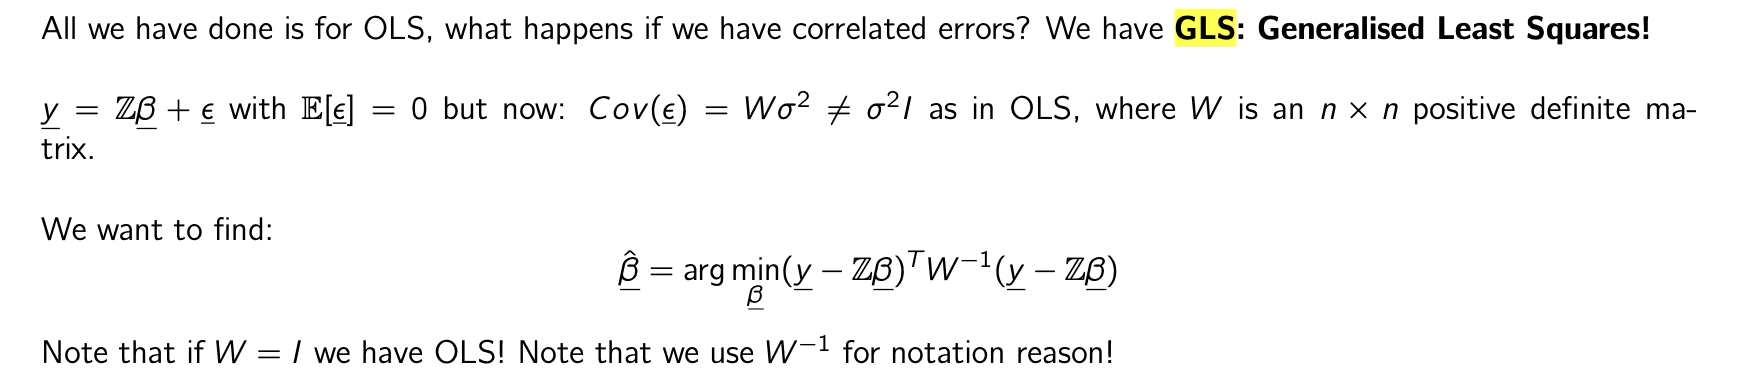 All we have done is for OLS, what happens if we have correlated errors? We have GLS: Generalised Least Squares!
y = ℤβ + ϵ with 𝔼[ϵ] = 0 but now: Cov(ϵ) = Wσ² ≠ σ²I as in OLS, where W is an n × n positive definite ma-
trix.
We want to find:
β̂ = arg min(y − ℤβ)ᵀW⁻¹(y − ℤβ)
β
Note that if W = I we have OLS! Note that we use W⁻¹ for notation reason!